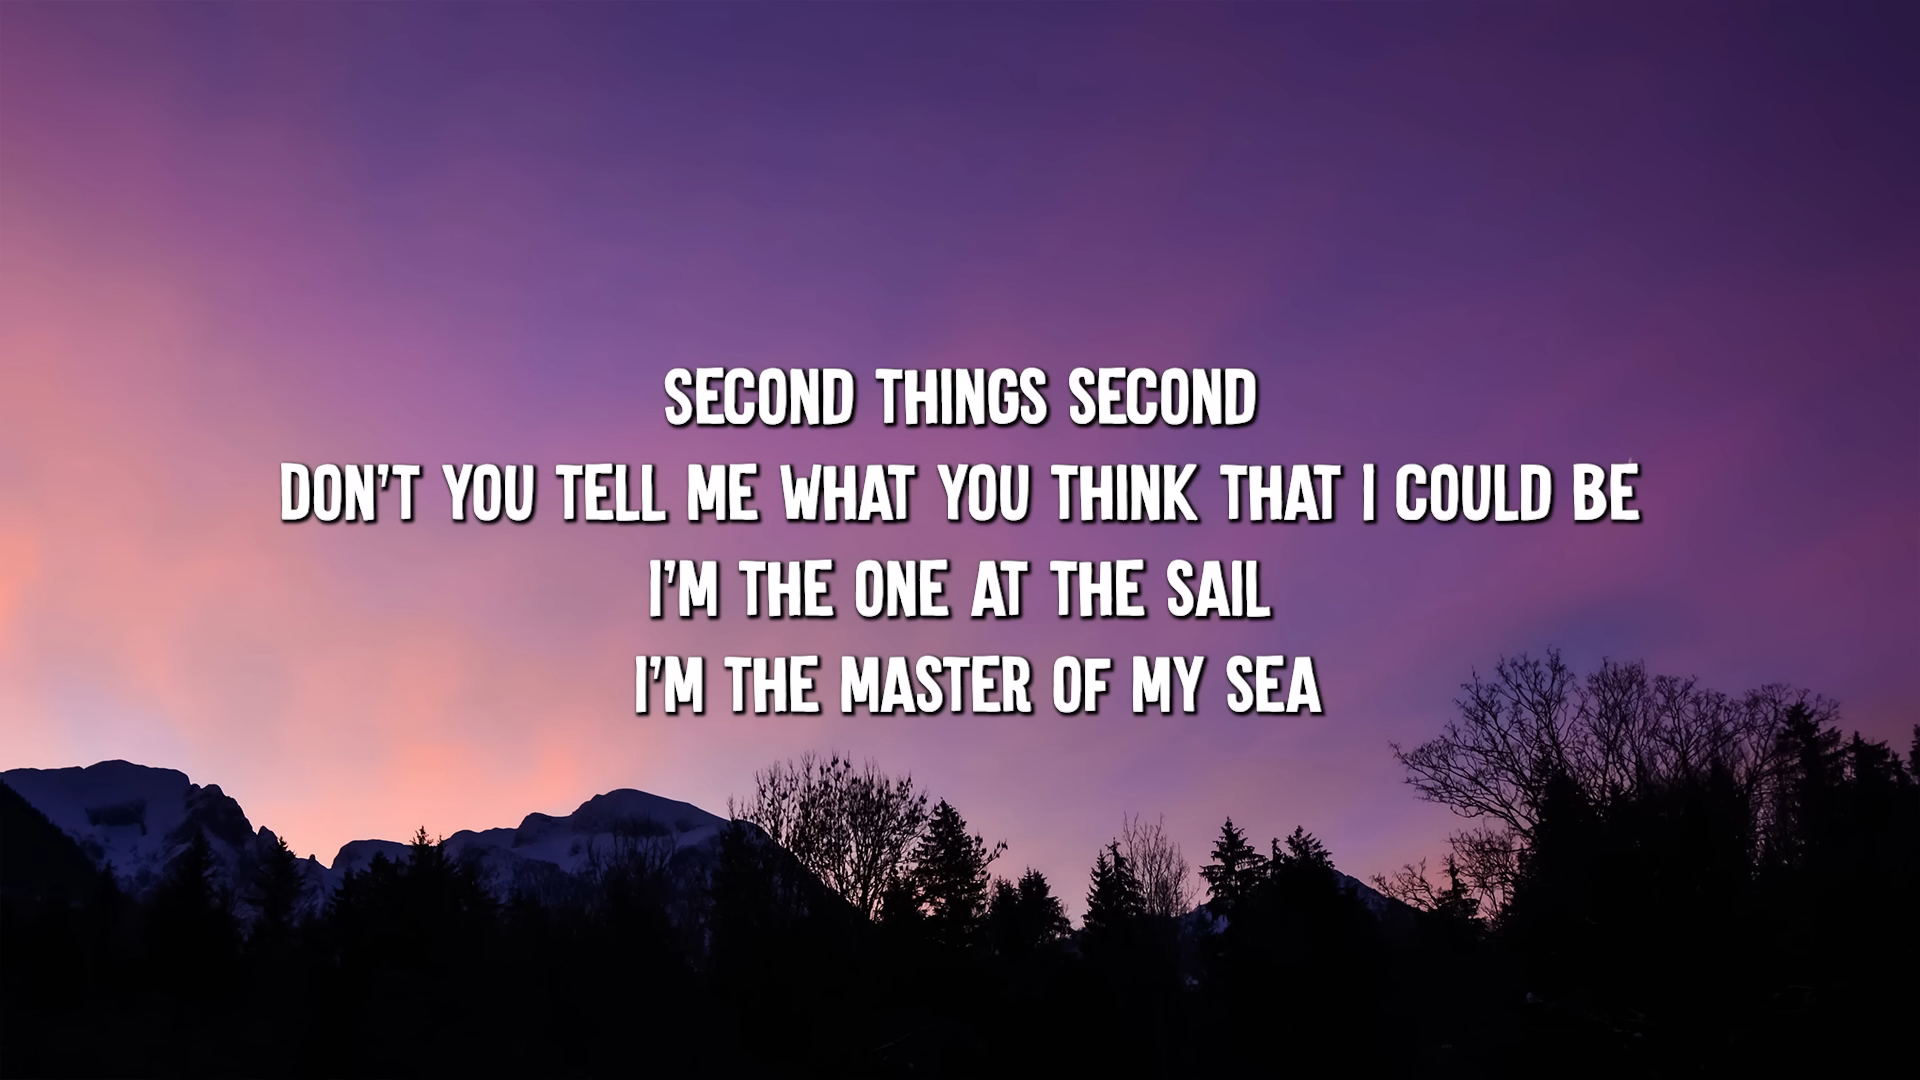 SECOND THINGS SECOND
DON'T YOU TELL ME WHAT YOU THINK THAT I COULD BE
I'M THE ONE AT THE SAIL
I'M THE MASTER OF MY SEA